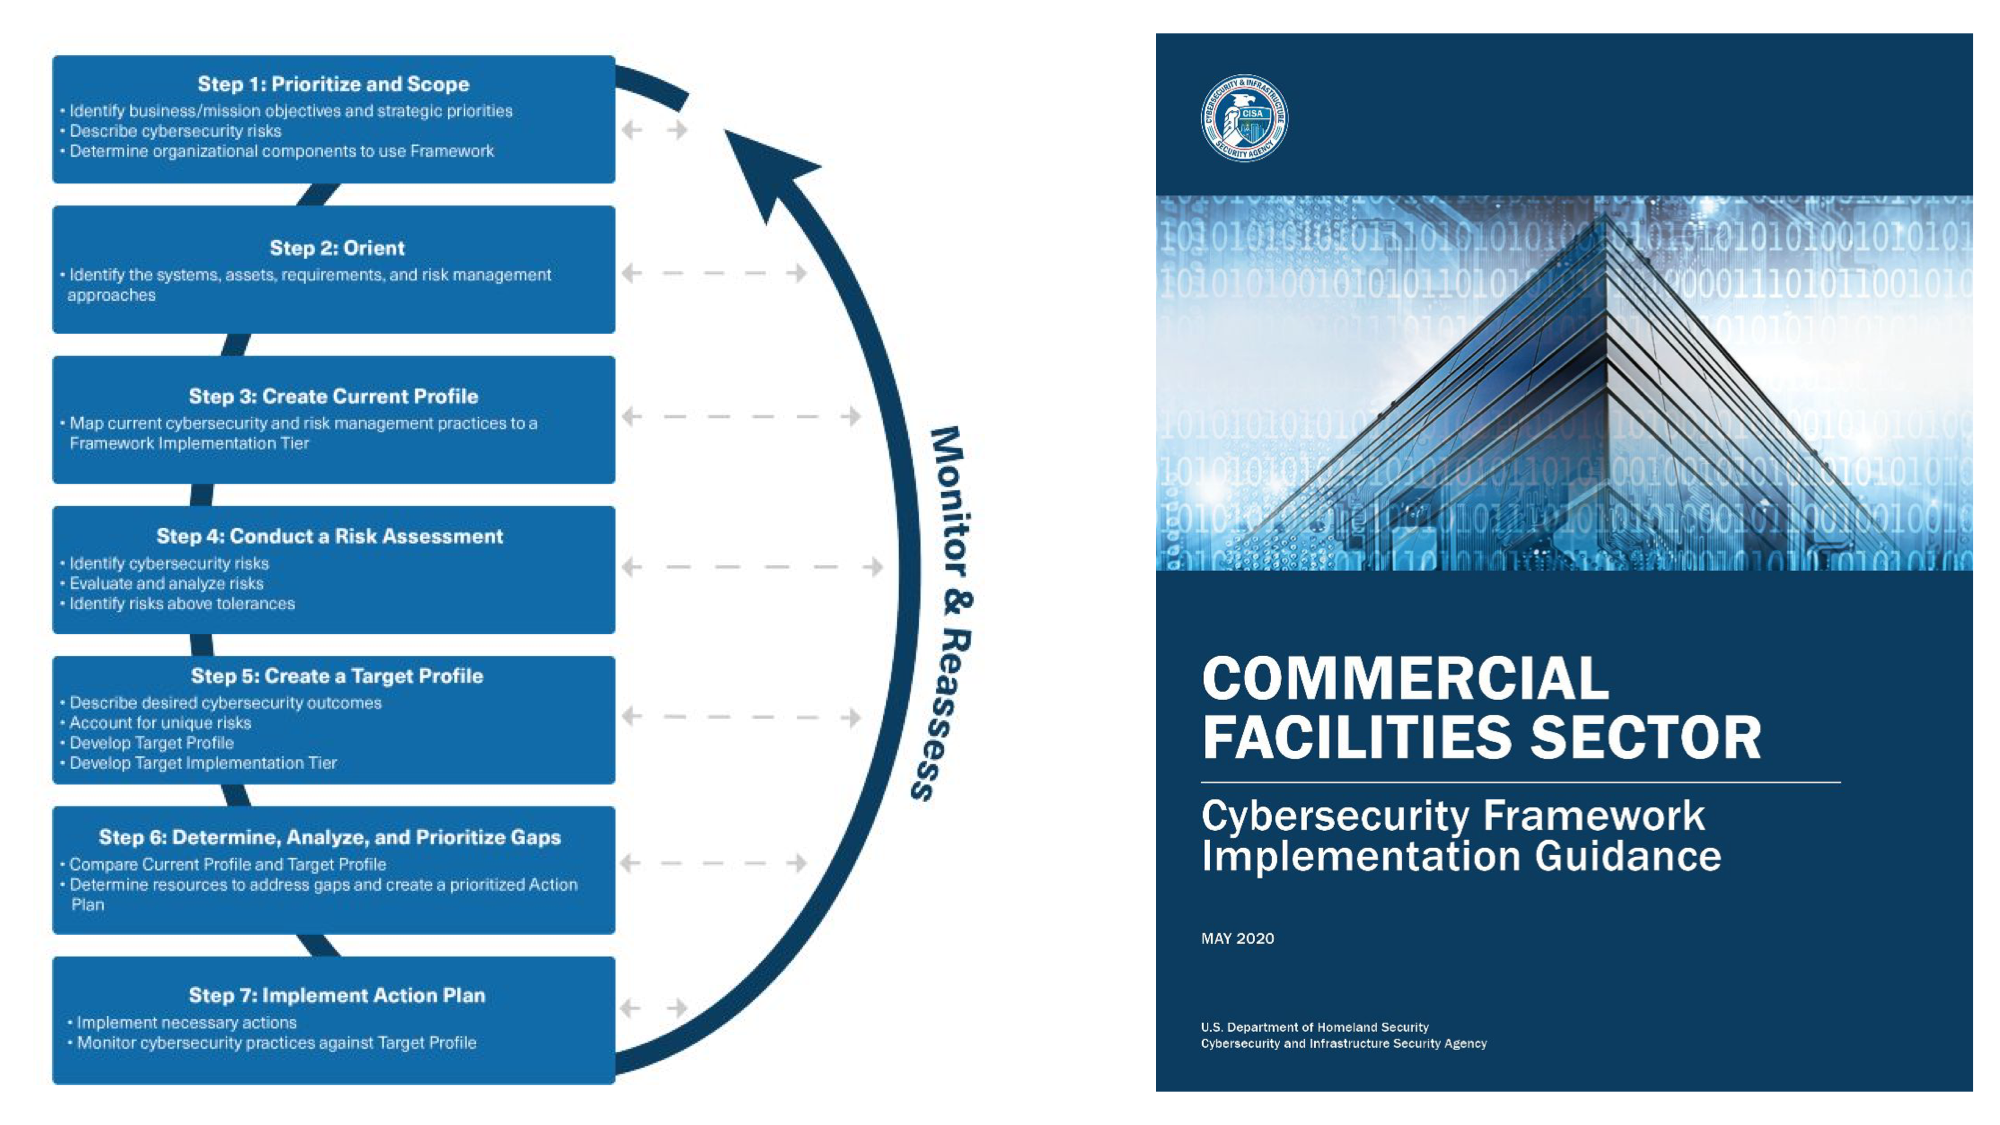 Step 1: Prioritize and Scope
• Identify business/mission objectives and strategic priorities
• Describe cybersecurity risks
• Determine organizational components to use Framework
Step 2: Orient
• Identify the systems, assets, requirements, and risk management
approaches
Step 3: Create Current Profile
• Map current cybersecurity and risk management practices to a
Framework Implementation Tier
Step 4: Conduct a Risk Assessment
• Identify cybersecurity risks
• Evaluate and analyze risks
• Identify risks above tolerances
Step 5: Create a Target Profile
• Describe desired cybersecurity outcomes
• Account for unique risks
• Develop Target Profile
• Develop Target Implementation Tier
Step 6: Determine, Analyze, and Prioritize Gaps
• Compare Current Profile and Target Profile
• Determine resources to address gaps and create a prioritized Action
Plan
Step 7: Implement Action Plan
• Implement necessary actions
• Monitor cybersecurity practices against Target Profile
Monitor & Reassess
CYBERSECURITY & INFRASTRUCTURE
CISA
SECURITY AGENCY
COMMERCIAL
FACILITIES SECTOR
Cybersecurity Framework
Implementation Guidance
MAY 2020
U.S. Department of Homeland Security
Cybersecurity and Infrastructure Security Agency